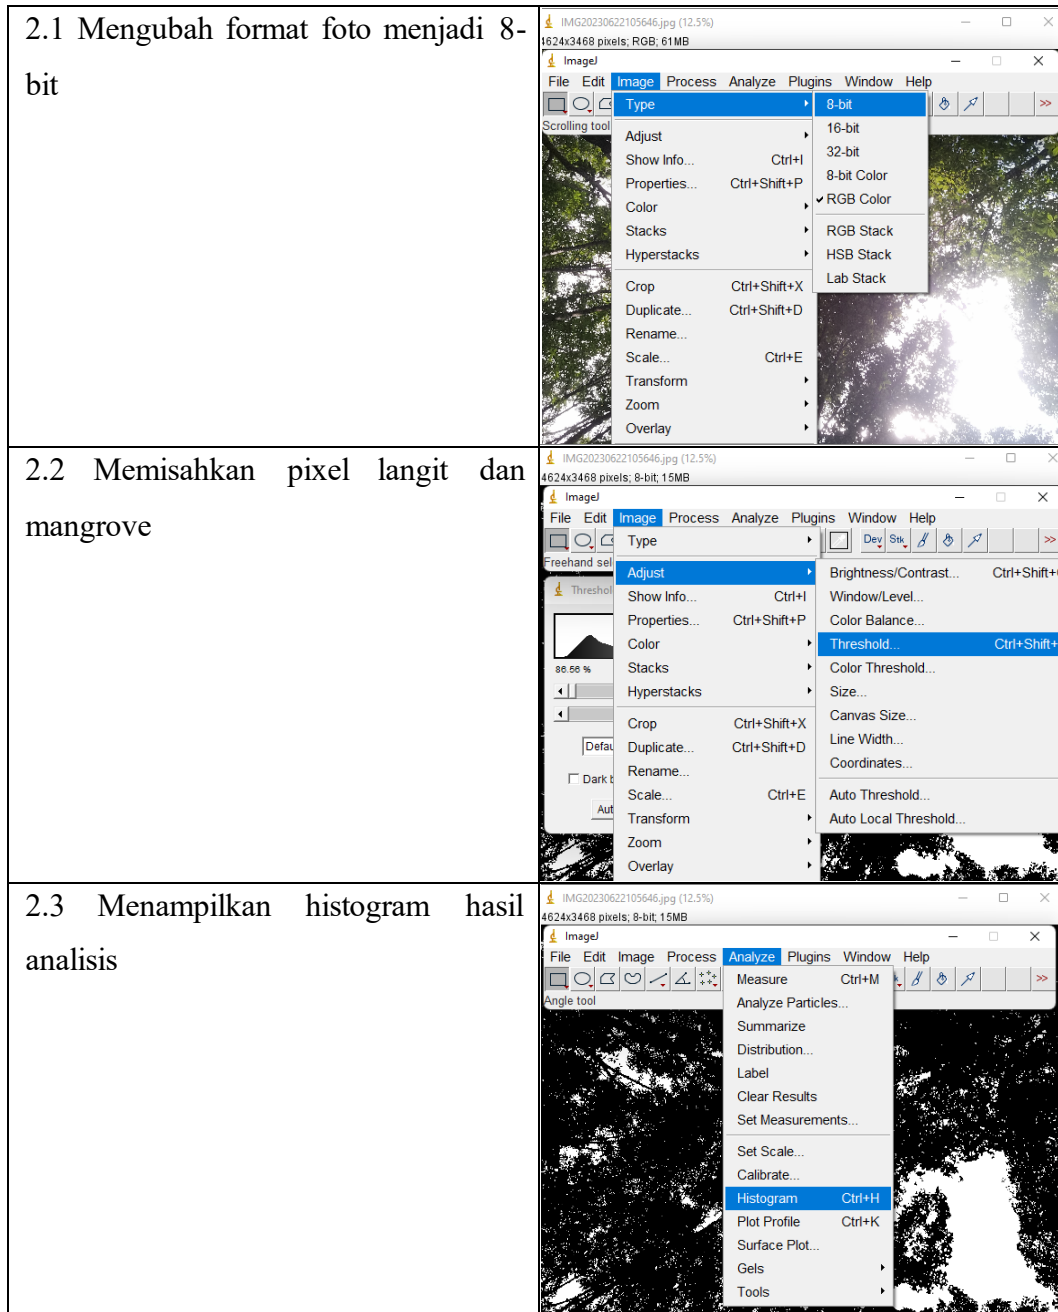 2.1 Mengubah format foto menjadi 8-
bit
IMG20230622105646.jpg (12.5%)
4624x3468 pixels; RGB; 61MB
ImageJ
File Edit Image Process Analyze Plugins Window Help
Scrolling tool
Type
Adjust
Show Info... Ctrl+I
Properties... Ctrl+Shift+P
Color
Stacks
Hyperstacks
Crop Ctrl+Shift+X
Duplicate... Ctrl+Shift+D
Rename...
Scale... Ctrl+E
Transform
Zoom
Overlay
8-bit
16-bit
32-bit
8-bit Color
RGB Color
RGB Stack
HSB Stack
Lab Stack
>>
2.2 Memisahkan pixel langit dan
mangrove
IMG20230622105646.jpg (12.5%)
4624x3468 pixels; 8-bit; 15MB
ImageJ
File Edit Image Process Analyze Plugins Window Help
Dev Stk >>
Freehand sel
Threshol
86.56 %
Defau
Dark b
Aut
Type
Adjust
Show Info... Ctrl+I
Properties... Ctrl+Shift+P
Color
Stacks
Hyperstacks
Crop Ctrl+Shift+X
Duplicate... Ctrl+Shift+D
Rename...
Scale... Ctrl+E
Transform
Zoom
Overlay
Brightness/Contrast... Ctrl+Shift+
Window/Level...
Color Balance...
Threshold... Ctrl+Shift+
Color Threshold...
Size...
Canvas Size...
Line Width...
Coordinates...
Auto Threshold...
Auto Local Threshold...
2.3 Menampilkan histogram hasil
analisis
IMG20230622105646.jpg (12.5%)
4624x3468 pixels; 8-bit; 15MB
ImageJ
File Edit Image Process Analyze Plugins Window Help
>>
Angle tool
Measure Ctrl+M
Analyze Particles...
Summarize
Distribution...
Label
Clear Results
Set Measurements...
Set Scale...
Calibrate...
Histogram Ctrl+H
Plot Profile Ctrl+K
Surface Plot...
Gels
Tools